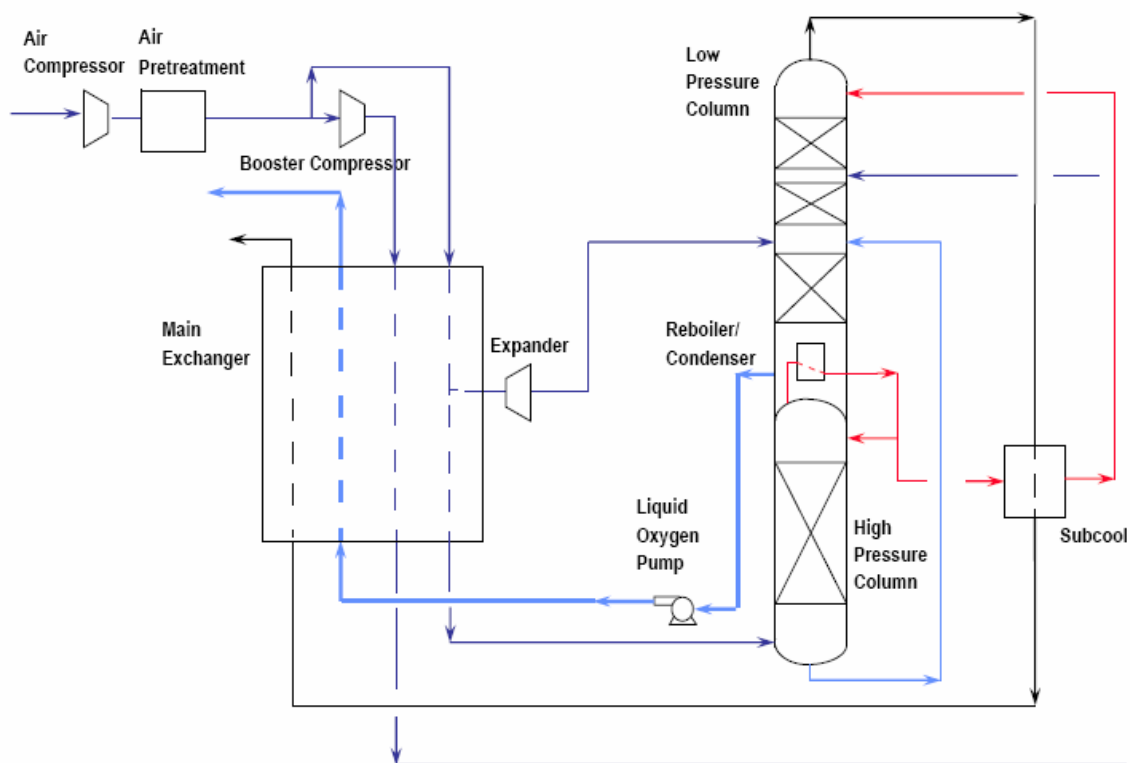 Air
Compressor
Air
Pretreatment
Low
Pressure
Column
Booster Compressor
Main
Exchanger
Expander
Reboiler/
Condenser
Liquid
Oxygen
Pump
High
Pressure
Column
Subcool